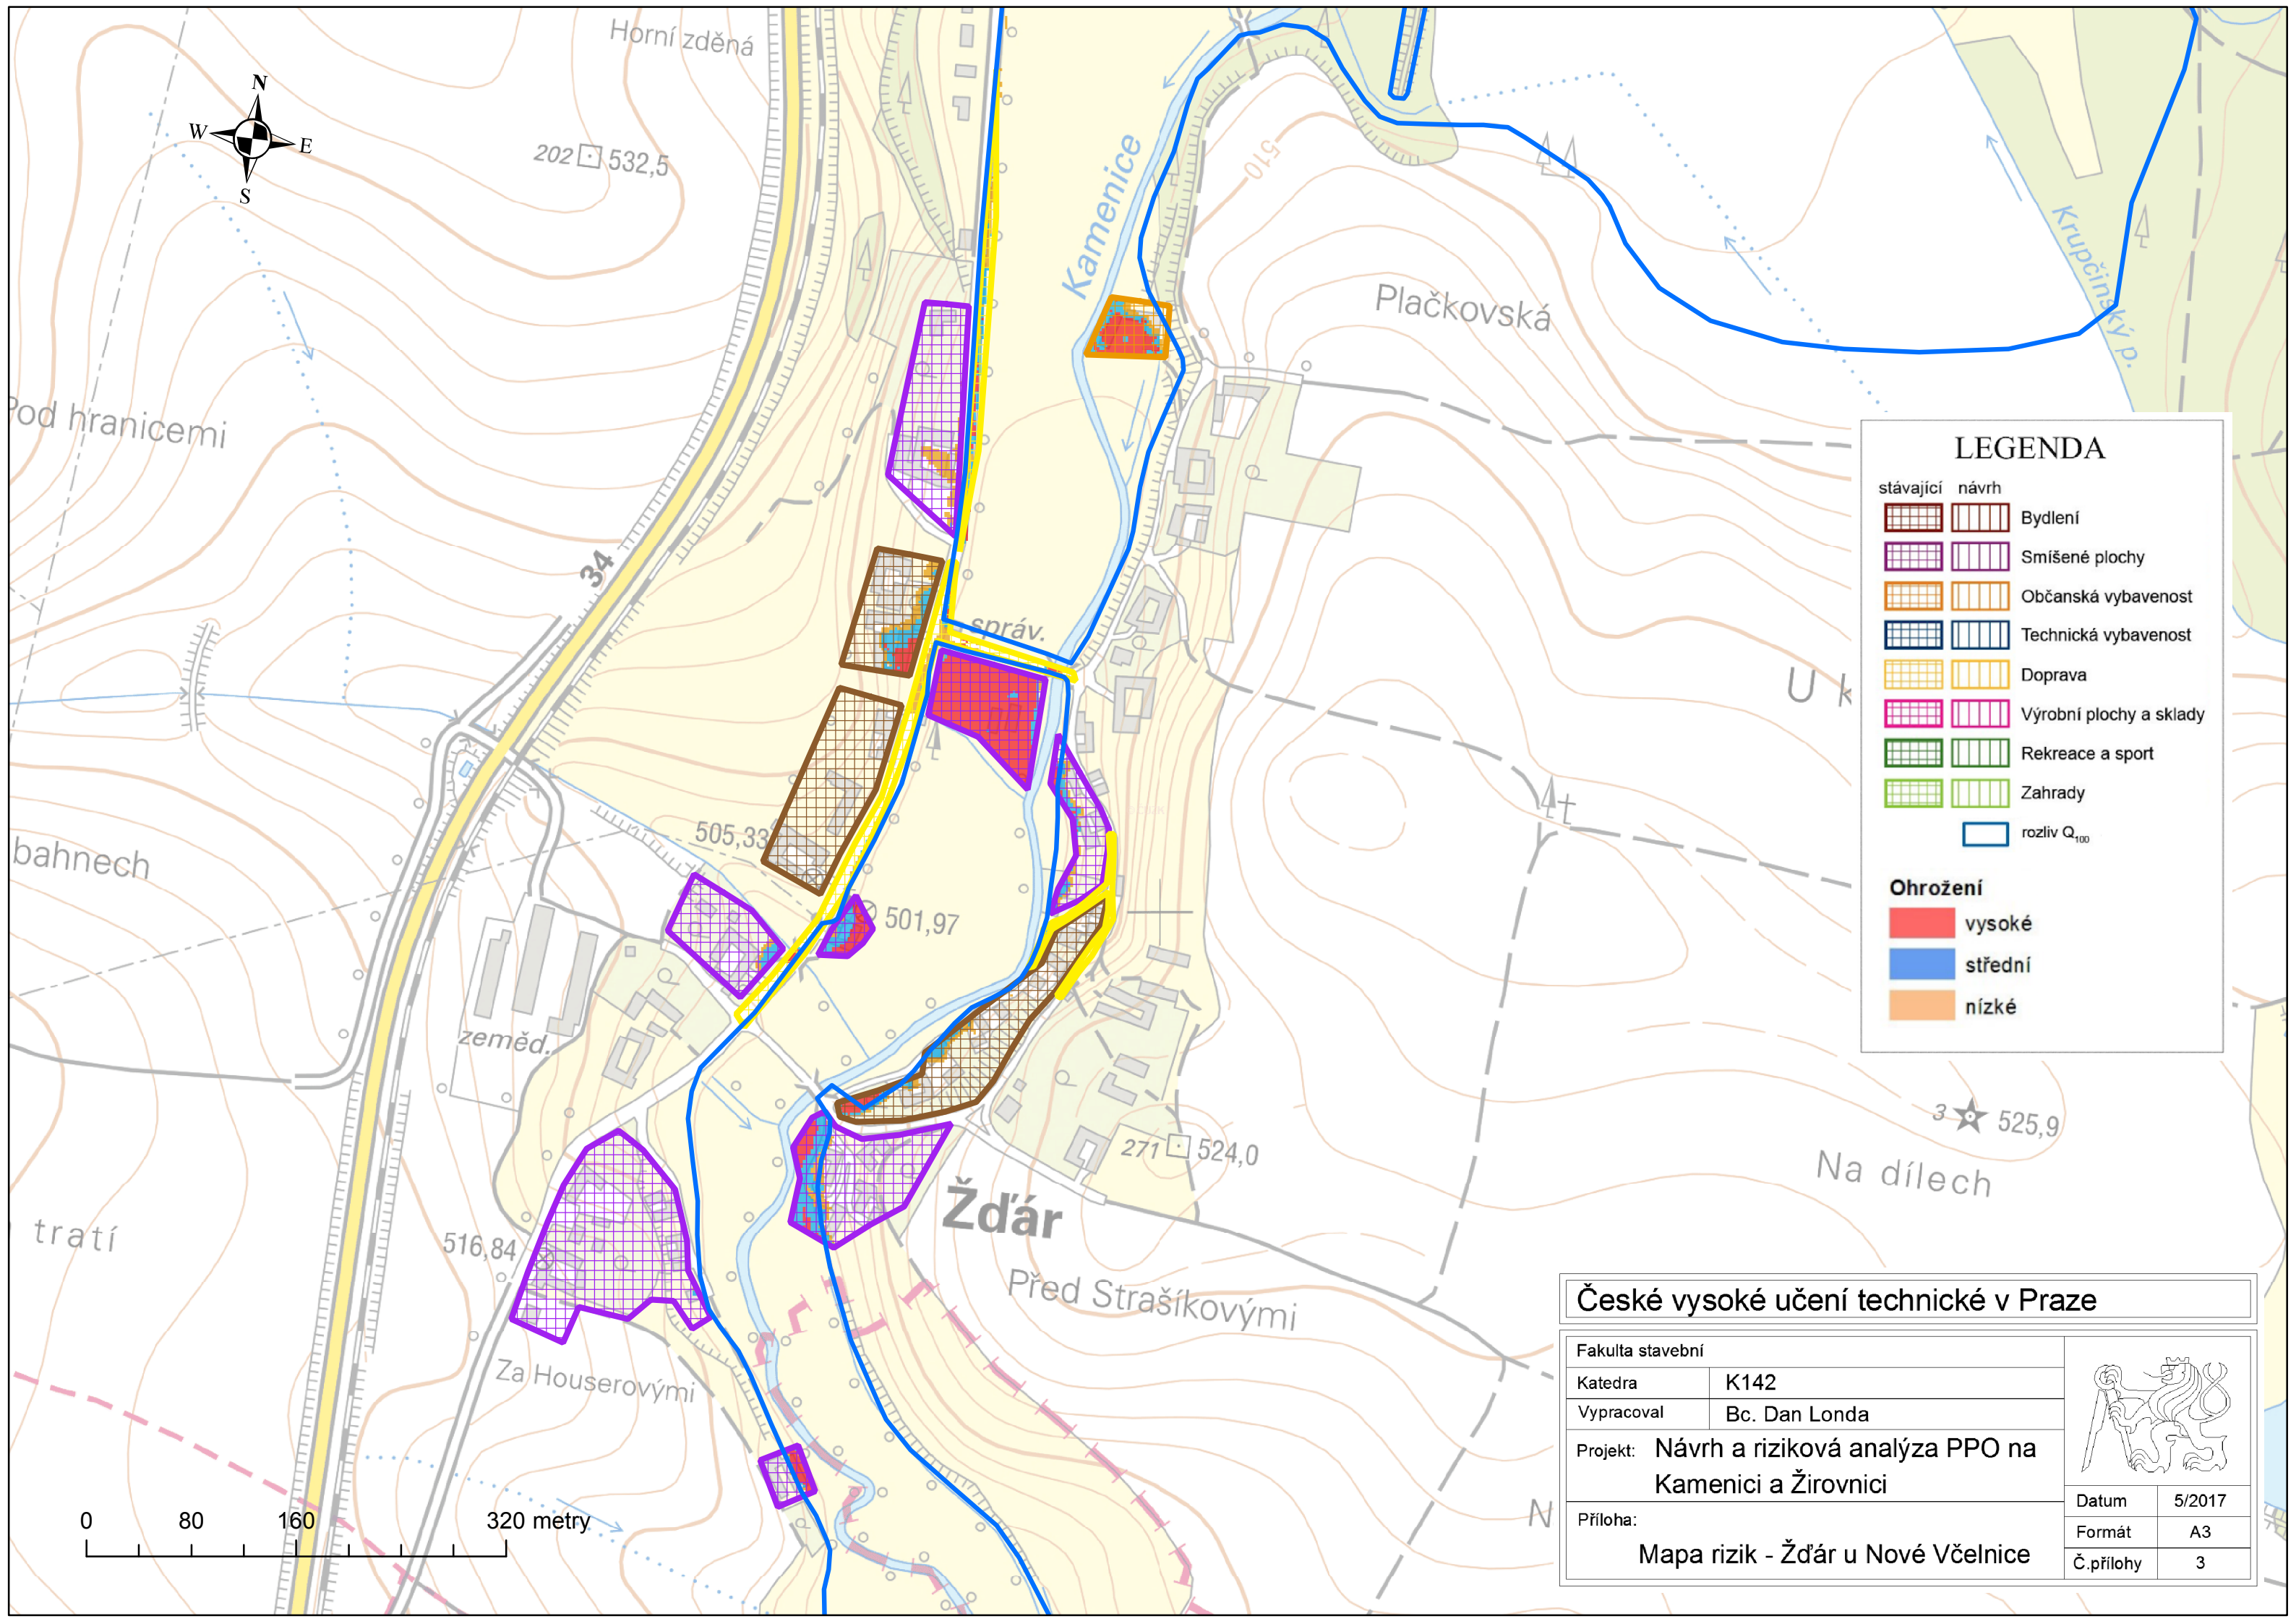 Horní zděná
N
W
E
S
202 532,5
Kamenice
510
Plačkovská
Krupčinský p.
Pod hranicemi
34
správ.
U k
505,33
bahnech
501,97
zeměd.
3 525,9
271 524,0
Na dílech
Žďár
tratí
516,84
Před Strašíkovými
Za Houserovými
N
0 80 160 320 metry
LEGENDA
stávající návrh
Bydlení
Smíšené plochy
Občanská vybavenost
Technická vybavenost
Doprava
Výrobní plochy a sklady
Rekreace a sport
Zahrady
rozliv Q100
Ohrožení
vysoké
střední
nízké
České vysoké učení technické v Praze
Fakulta stavební
Katedra K142
Vypracoval Bc. Dan Londa
Projekt: Návrh a riziková analýza PPO na
Kamenici a Žirovnici
Příloha:
Mapa rizik - Žďár u Nové Včelnice
Datum 5/2017
Formát A3
Č.přílohy 3